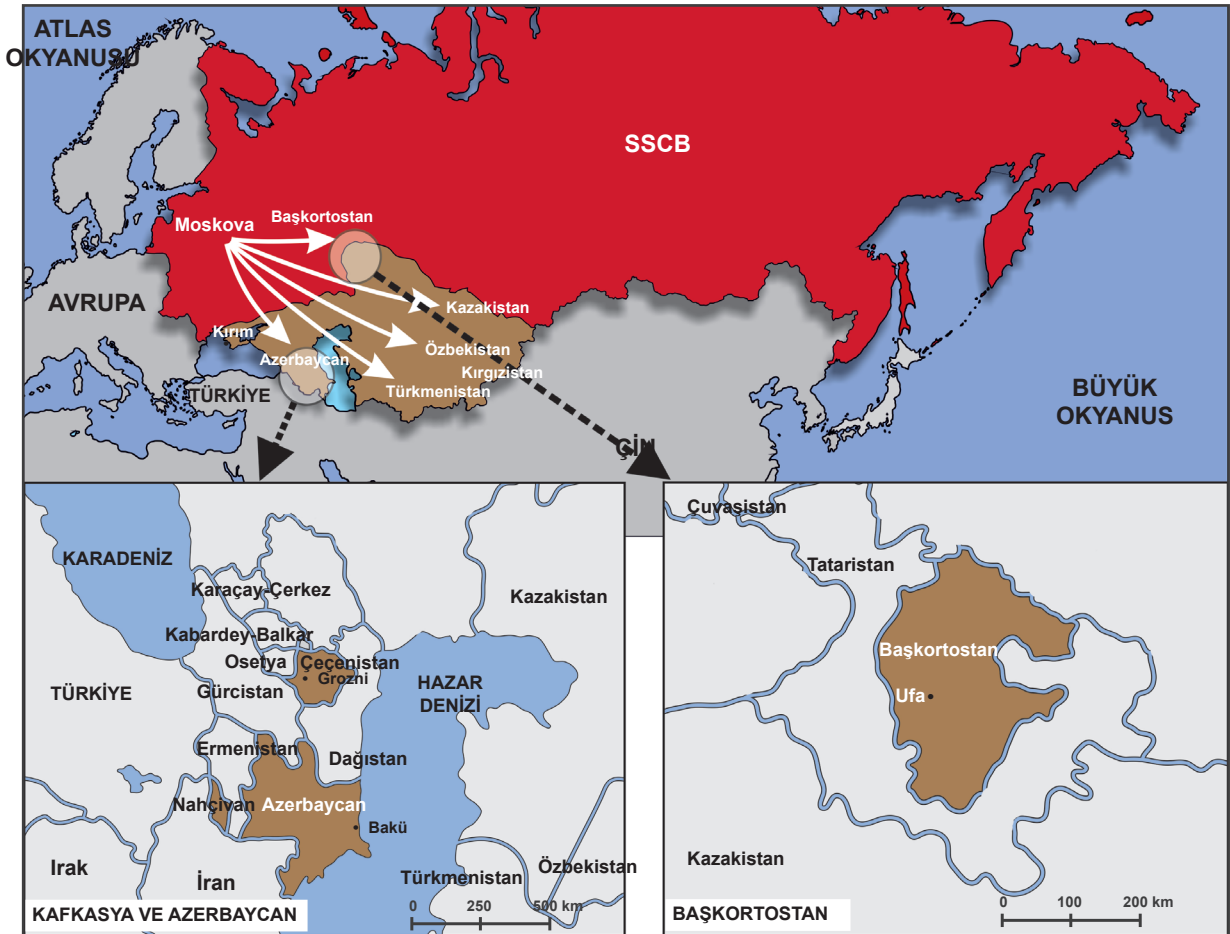 ATLAS
OKYANUSU
SSCB
Başkortostan
Moskova
AVRUPA
Kazakistan
Kırım
Özbekistan
Azerbaycan
Kırgızistan
TÜRKİYE
Türkmenistan
BÜYÜK
OKYANUS
ÇİN
KARADENİZ
Karaçay-Çerkez
Kazakistan
Kabardey-Balkar
Osetya
Çeçenistan
Grozni
TÜRKİYE
Gürcistan
HAZAR
DENİZİ
Ermenistan
Dağıstan
Nahçivan
Azerbaycan
Bakü
Irak
İran
Türkmenistan
Özbekistan
0 250 500 km
KAFKASYA VE AZERBAYCAN
Çuvaşistan
Tataristan
Başkortostan
Ufa
Kazakistan
0 100 200 km
BAŞKORTOSTAN